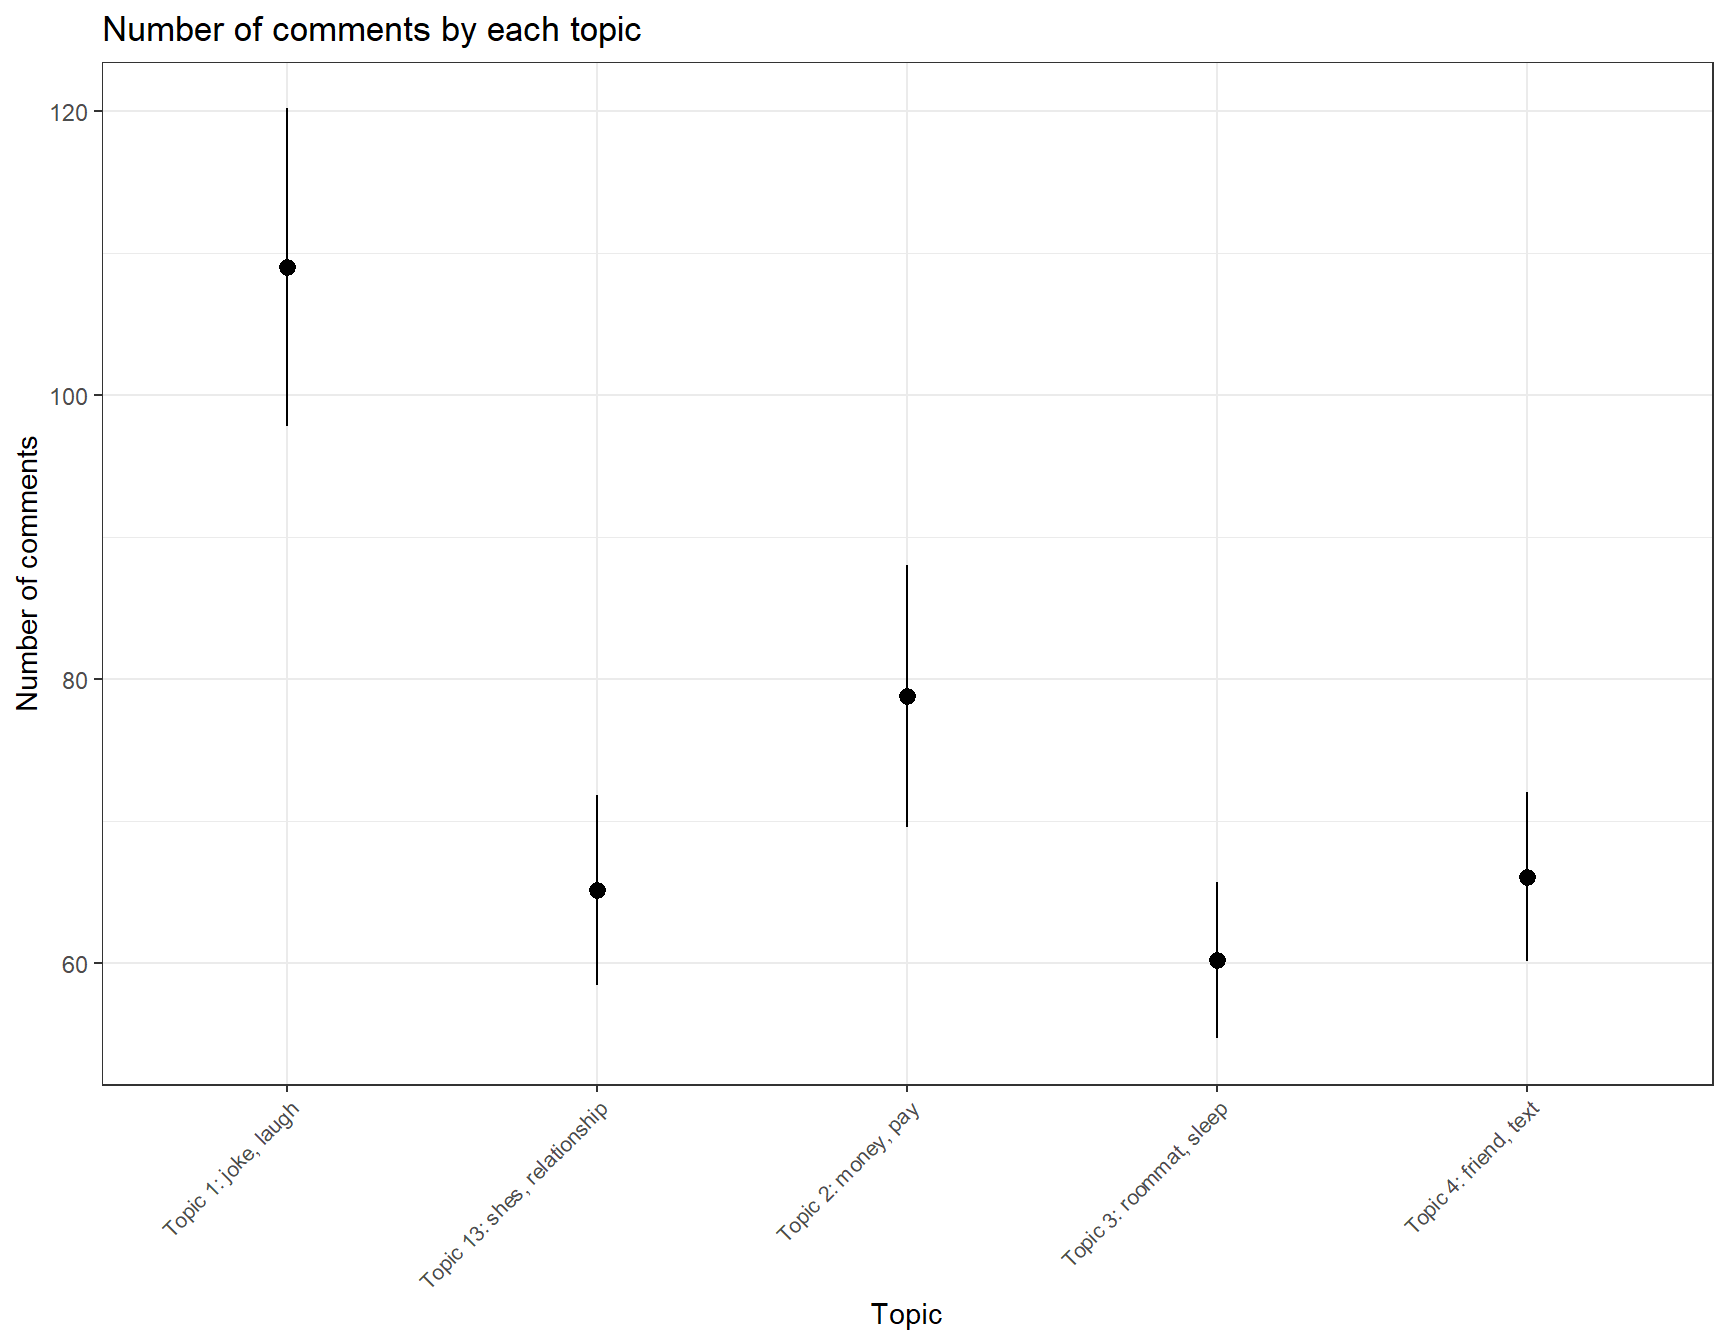 Number of comments by each topic
Number of comments
120
100
80
60
Topic 1: joke, laugh
Topic 13: shes, relationship
Topic 2: money, pay
Topic 3: roommat, sleep
Topic 4: friend, text
Topic